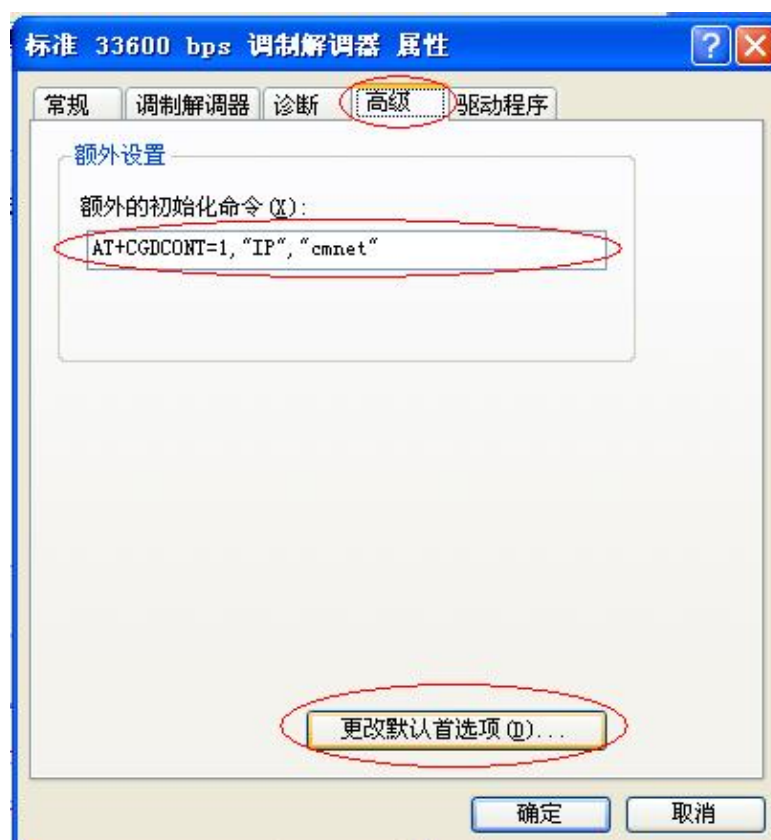 标准 33600 bps 调制解调器 属性
常规 调制解调器 诊断 高级 驱动程序
额外设置
额外的初始化命令(X):
AT+CGDCONT=1,"IP","cmnet"
更改默认首选项(D)...
确定 取消